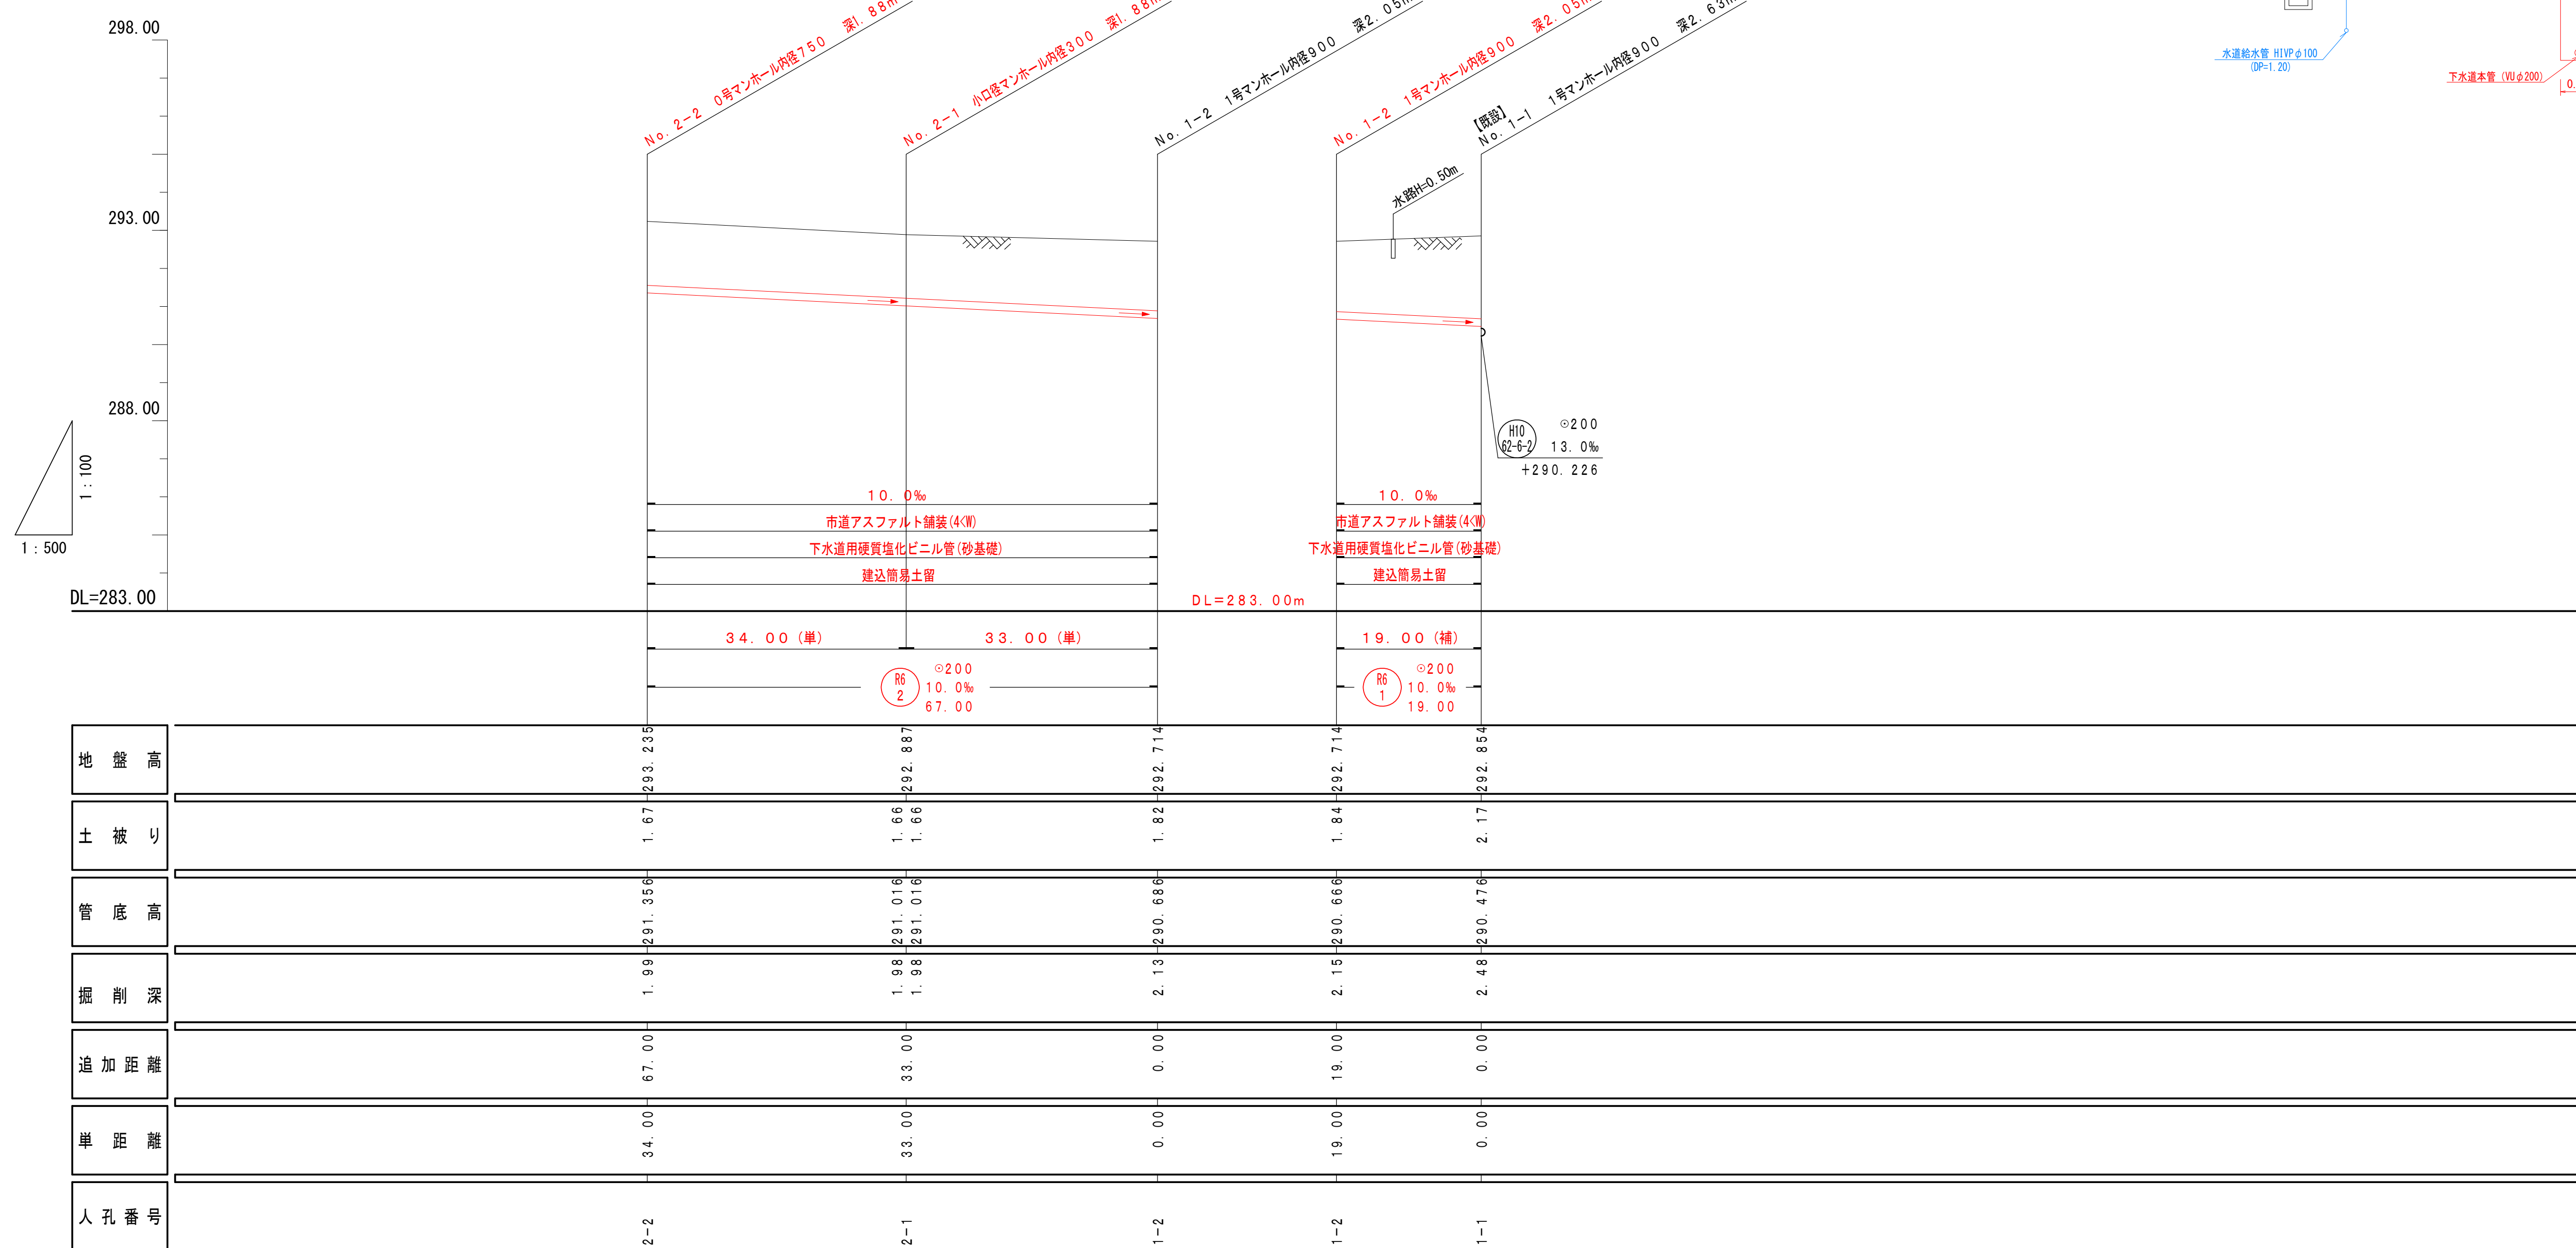 No. 2-2　0号マンホール内径750　深1. 88m
No. 2-1　小口径マンホール内径300　深1. 88m
No. 1-2　1号マンホール内径900　深2. 05m
No. 1-2　1号マンホール内径900　深2. 05m
【既設】
No. 1-1　1号マンホール内径900　深2. 63m
水道給水管 HIVPφ100
(DP=1.20)
下水道本管 (VUφ200)
0.
298.00
293.00
288.00
DL=283.00
1:100
1:500
水路H=0.50m
H10
62-6-2
⊙200
13. 0‰
+290. 226
10. 0‰
市道アスファルト舗装(4<W)
下水道用硬質塩化ビニル管(砂基礎)
建込簡易土留
10. 0‰
市道アスファルト舗装(4<W)
下水道用硬質塩化ビニル管(砂基礎)
建込簡易土留
DL=283. 00m
34. 00 (単)
33. 00 (単)
19. 00 (補)
R6
2
⊙200
10. 0‰
67. 00
R6
1
⊙200
10. 0‰
19. 00
地盤高 293. 235 292. 887 292. 714 292. 714 292. 854
土被り 1. 67 1. 66 1. 66 1. 82 1. 84 2. 17
管底高 291. 356 291. 016 291. 016 290. 686 290. 666 290. 476
掘削深 1. 99 1. 98 1. 98 2. 13 2. 15 2. 48
追加距離 67. 00 33. 00 0. 00 19. 00 0. 00
単距離 34. 00 33. 00 0. 00 19. 00 0. 00
人孔番号 2-2 2-1 1-2 1-2 1-1